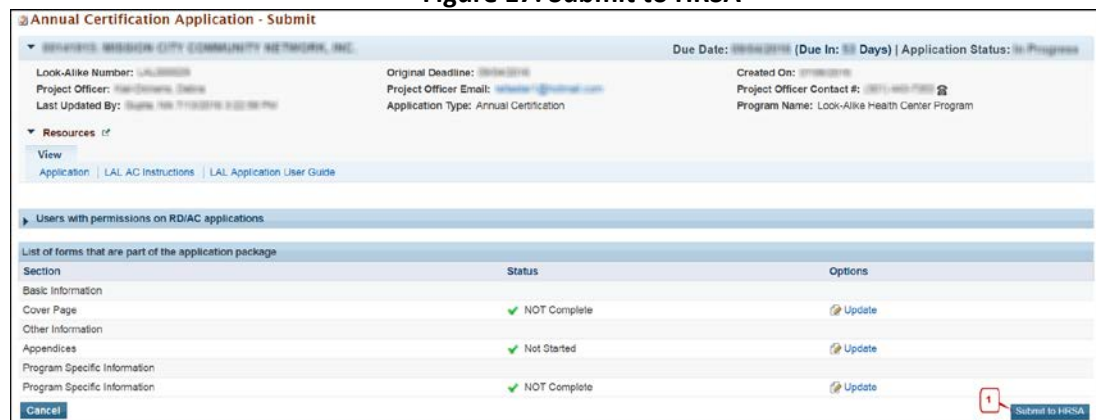 Figure 27: Submit to HRSA
Annual Certification Application - Submit
MISSION CITY COMMUNITY NETWORK, INC. Due Date: (Due In: Days) | Application Status: In Progress
Look-Alike Number: Original Deadline: Created On:
Project Officer: Project Officer Email: Project Officer Contact #:
Last Updated By: Application Type: Annual Certification Program Name: Look-Alike Health Center Program
Resources
View
Application | LAL AC Instructions | LAL Application User Guide
Users with permissions on RD/AC applications
List of forms that are part of the application package
Section Status Options
Basic Information
Cover Page NOT Complete Update
Other Information
Appendices Not Started Update
Program Specific Information
Program Specific Information NOT Complete Update
Cancel 1 Submit to HRSA